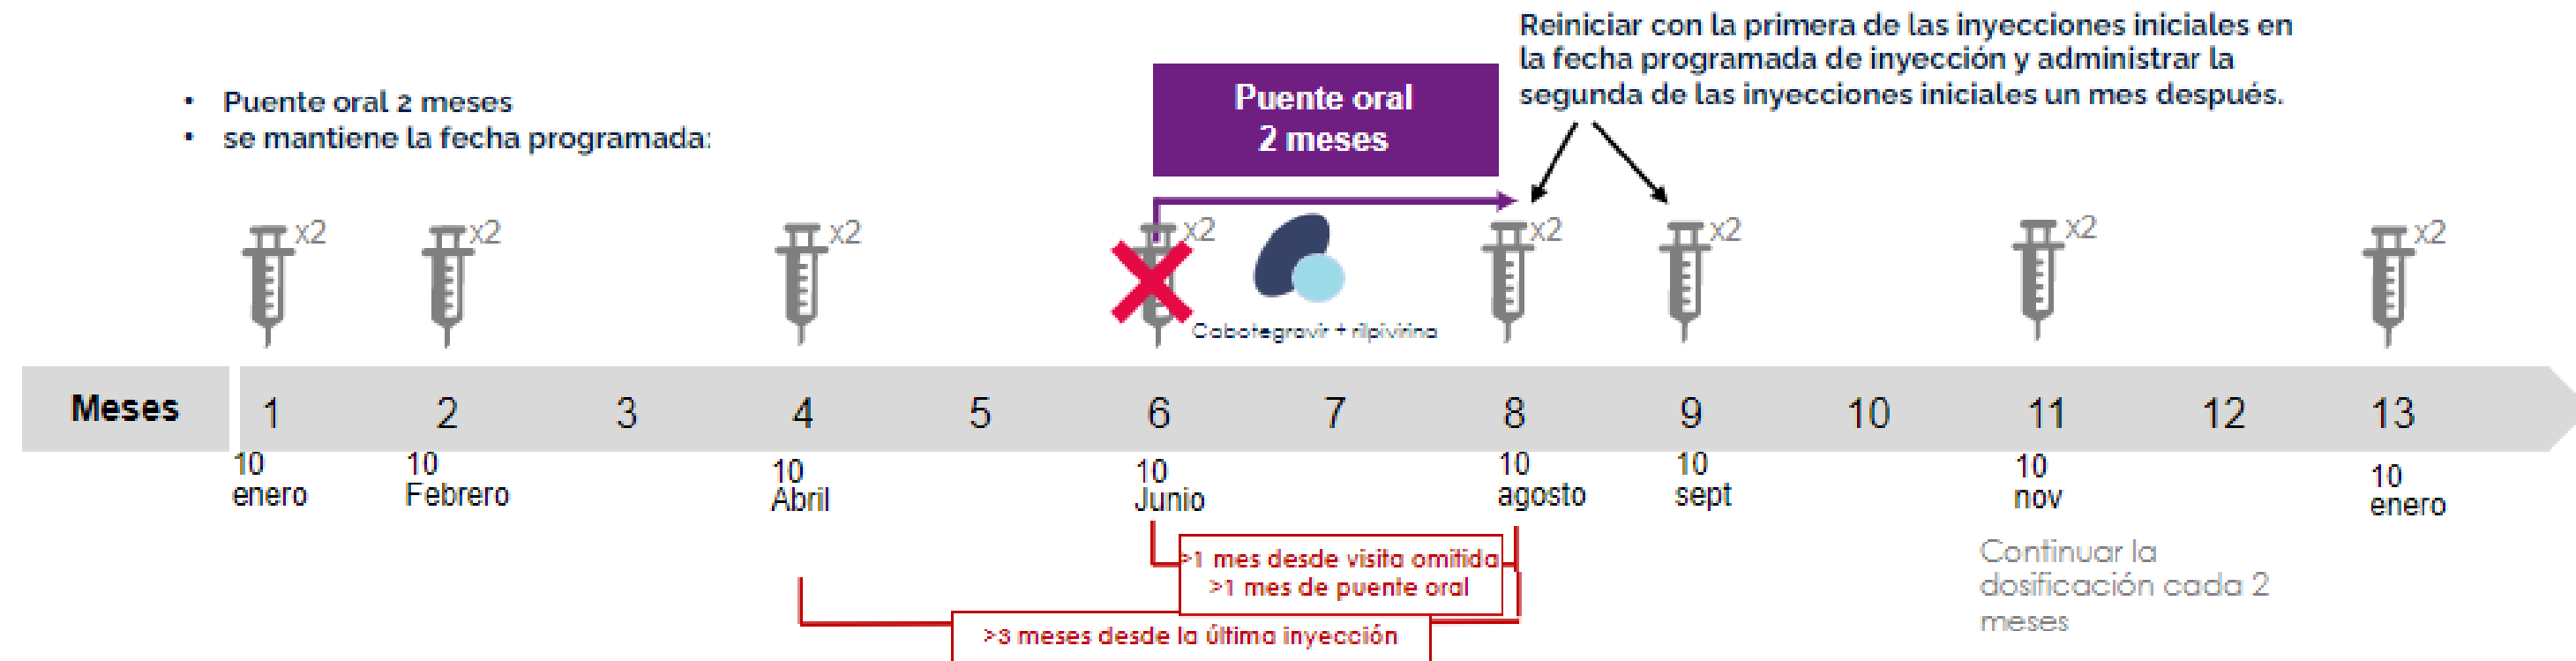 Reiniciar con la primera de las inyecciones iniciales en
la fecha programada de inyección y administrar la
segunda de las inyecciones iniciales un mes después.
• Puente oral 2 meses
• se mantiene la fecha programada:
Puente oral
2 meses
x2
x2
x2
x2
x2
x2
x2
x2
Cabotegravir + rilpivirina
Meses 1 2 3 4 5 6 7 8 9 10 11 12 13
10
enero
10
Febrero
10
Abril
10
Junio
10
agosto
10
sept
10
nov
10
enero
>1 mes desde visita omitida
>1 mes de puente oral
>3 meses desde la última inyección
Continuar la
dosificación cada 2
meses